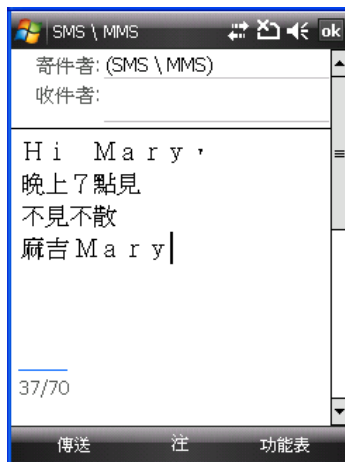 SMS \ MMS
ok
寄件者: (SMS \ MMS)
收件者:
Ｈｉ　Ｍａｒｙ，
晚上７點見
不見不散
麻吉Ｍａｒｙ
37/70
傳送 注 功能表